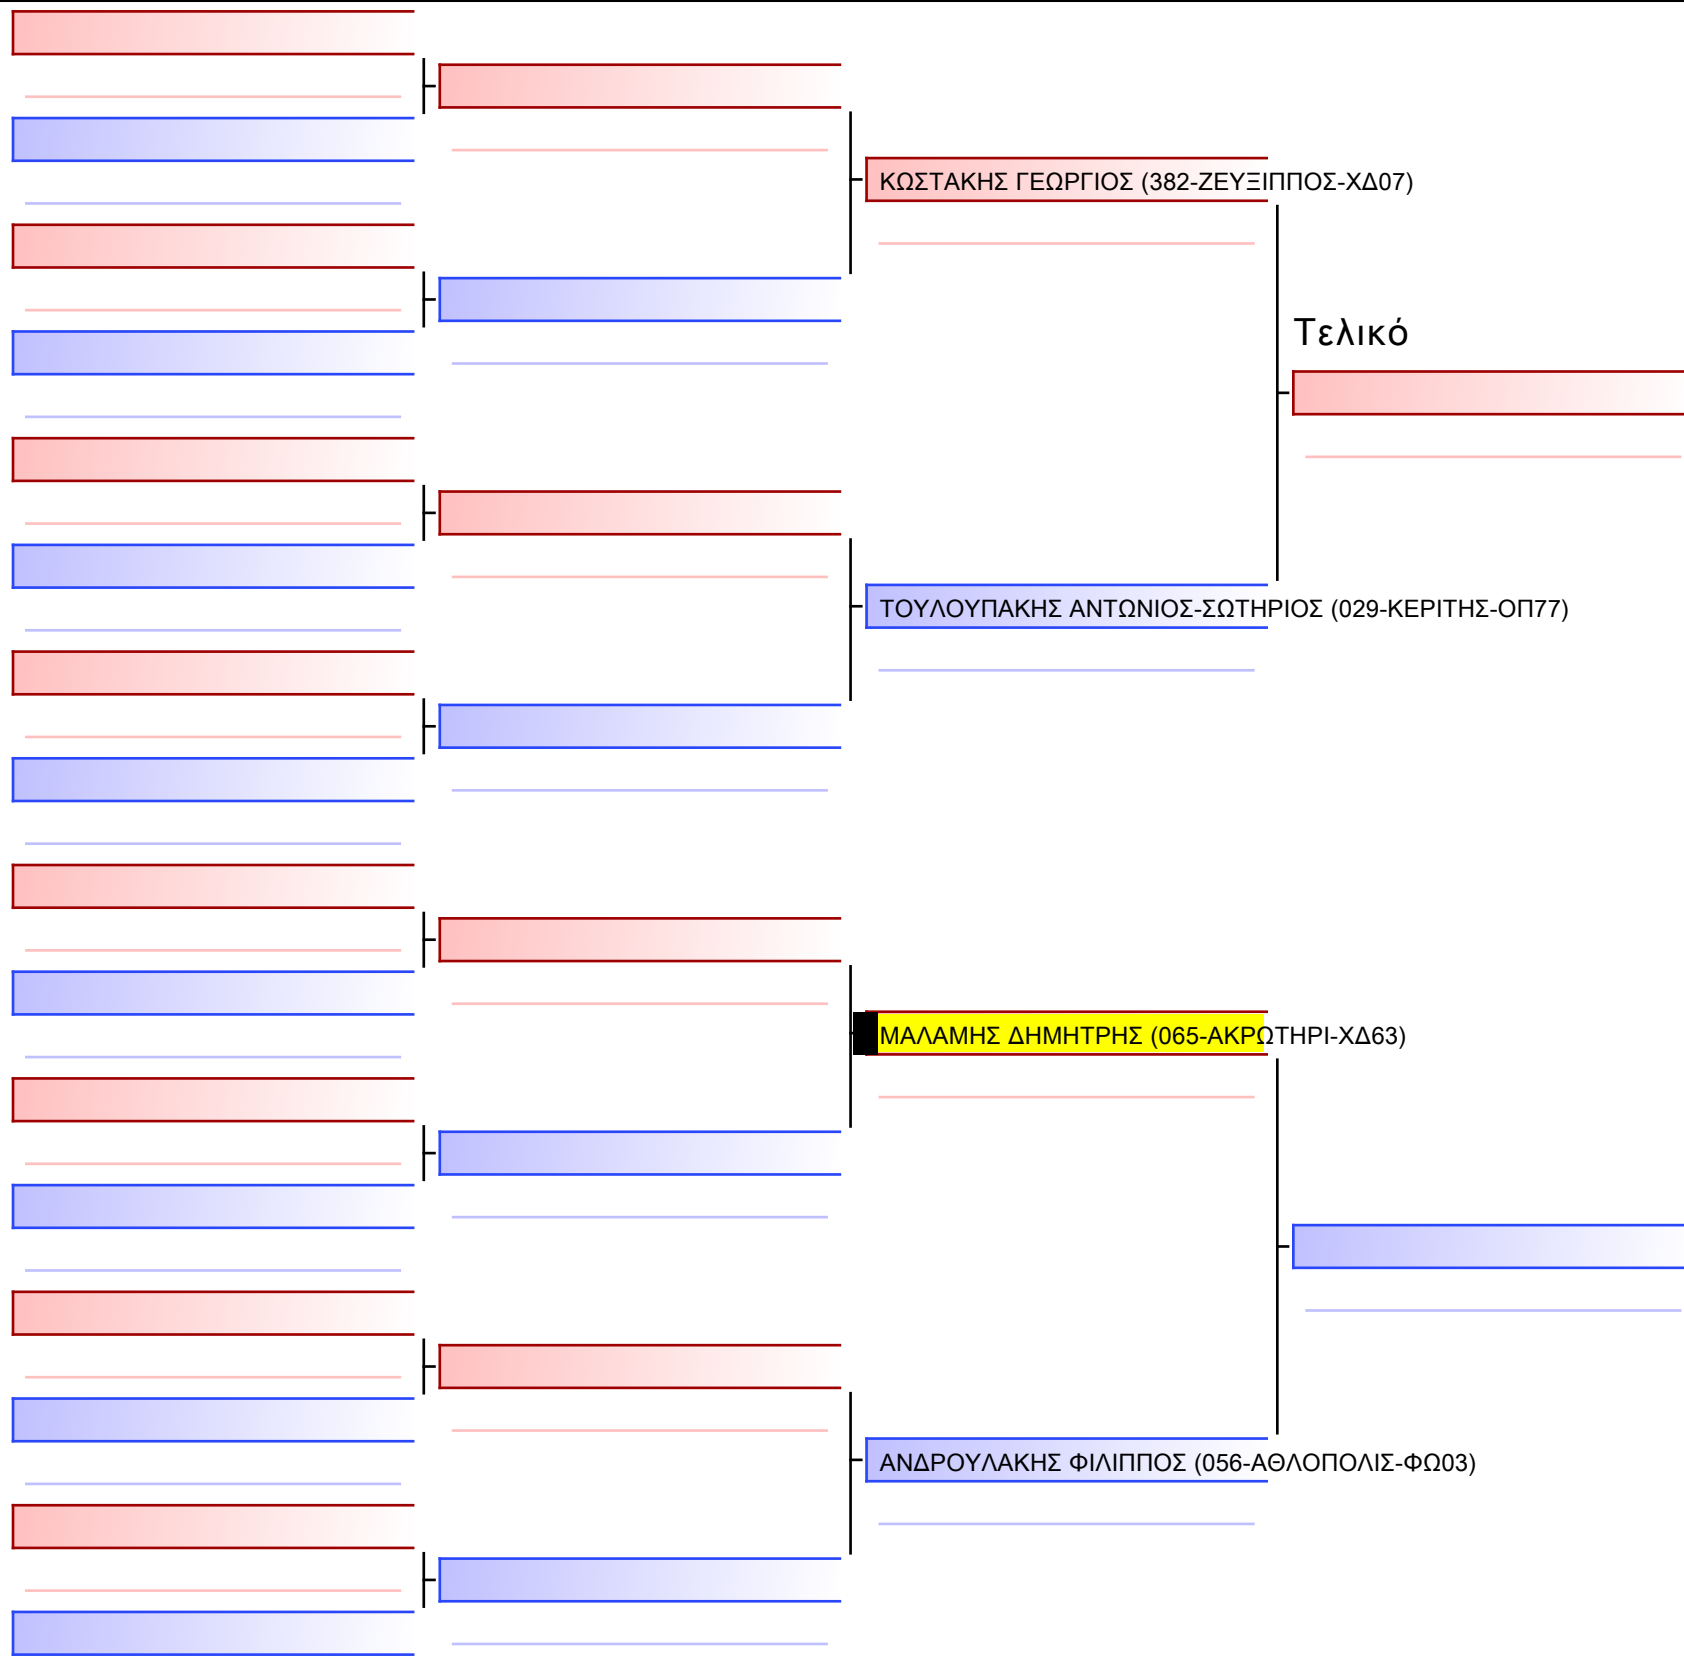 ΚΩΣΤΑΚΗΣ ΓΕΩΡΓΙΟΣ (382-ΖΕΥΞΙΠΠΟΣ-ΧΔ07)
Τελικό
ΤΟΥΛΟΥΠΑΚΗΣ ΑΝΤΩΝΙΟΣ-ΣΩΤΗΡΙΟΣ (029-ΚΕΡΙΤΗΣ-ΟΠ77)
ΜΑΛΑΜΗΣ ΔΗΜΗΤΡΗΣ (065-ΑΚΡΩΤΗΡΙ-ΧΔ63)
ΑΝΔΡΟΥΛΑΚΗΣ ΦΙΛΙΠΠΟΣ (056-ΑΘΛΟΠΟΛΙΣ-ΦΩ03)